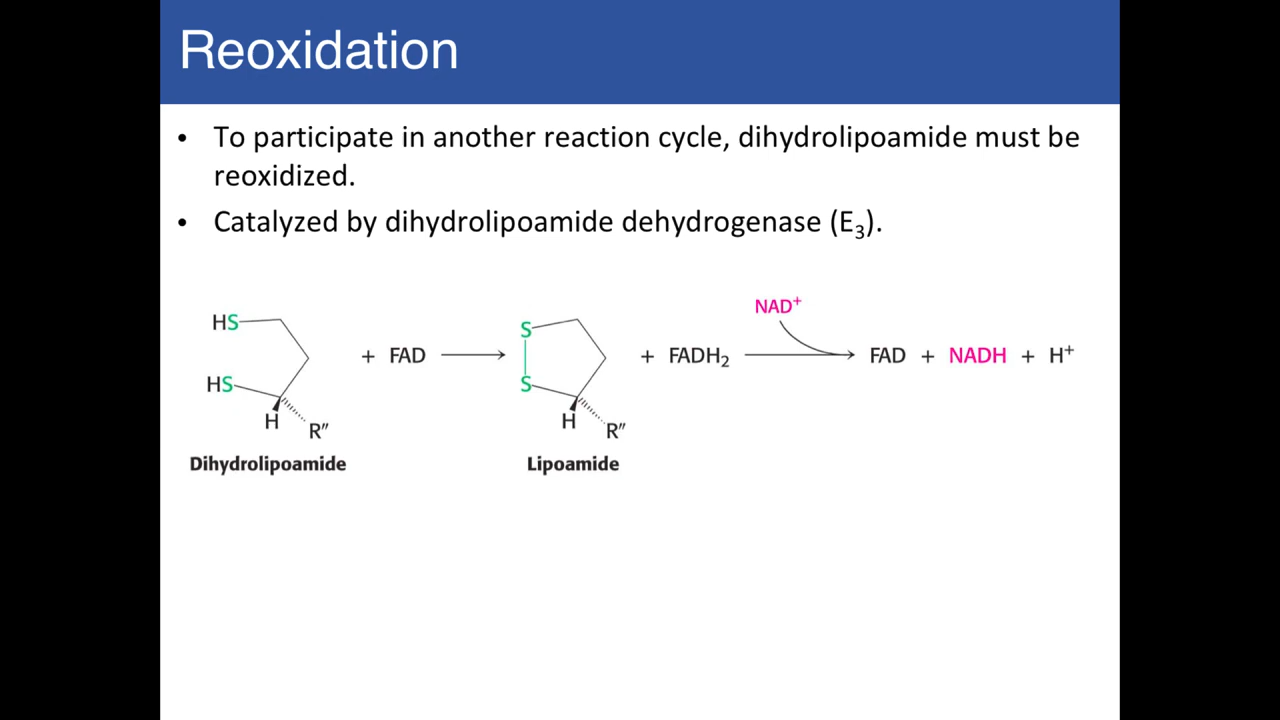 Reoxidation
• To participate in another reaction cycle, dihydrolipoamide must be
reoxidized.
• Catalyzed by dihydrolipoamide dehydrogenase (E₃).
NAD⁺
HS
HS
H
R″
+ FAD
S
S
H
R″
+ FADH₂
FAD + NADH + H⁺
Dihydrolipoamide
Lipoamide